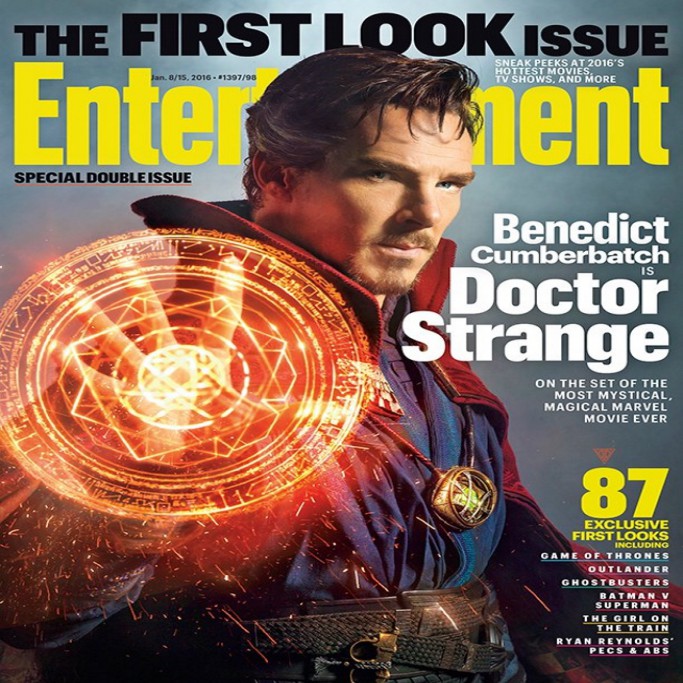 THE FIRST LOOK ISSUE
SNEAK PEEKS AT 2016'S
HOTTEST MOVIES,
TV SHOWS, AND MORE
Jan. 8/15, 2016 • #1397/98
Enter ment
SPECIAL DOUBLE ISSUE
Benedict
Cumberbatch
IS
Doctor
Strange
ON THE SET OF THE
MOST MYSTICAL,
MAGICAL MARVEL
MOVIE EVER
87
EXCLUSIVE
FIRST LOOKS
INCLUDING
GAME OF THRONES
OUTLANDER
GHOSTBUSTERS
BATMAN V
SUPERMAN
THE GIRL ON
THE TRAIN
RYAN REYNOLDS'
PECS & ABS